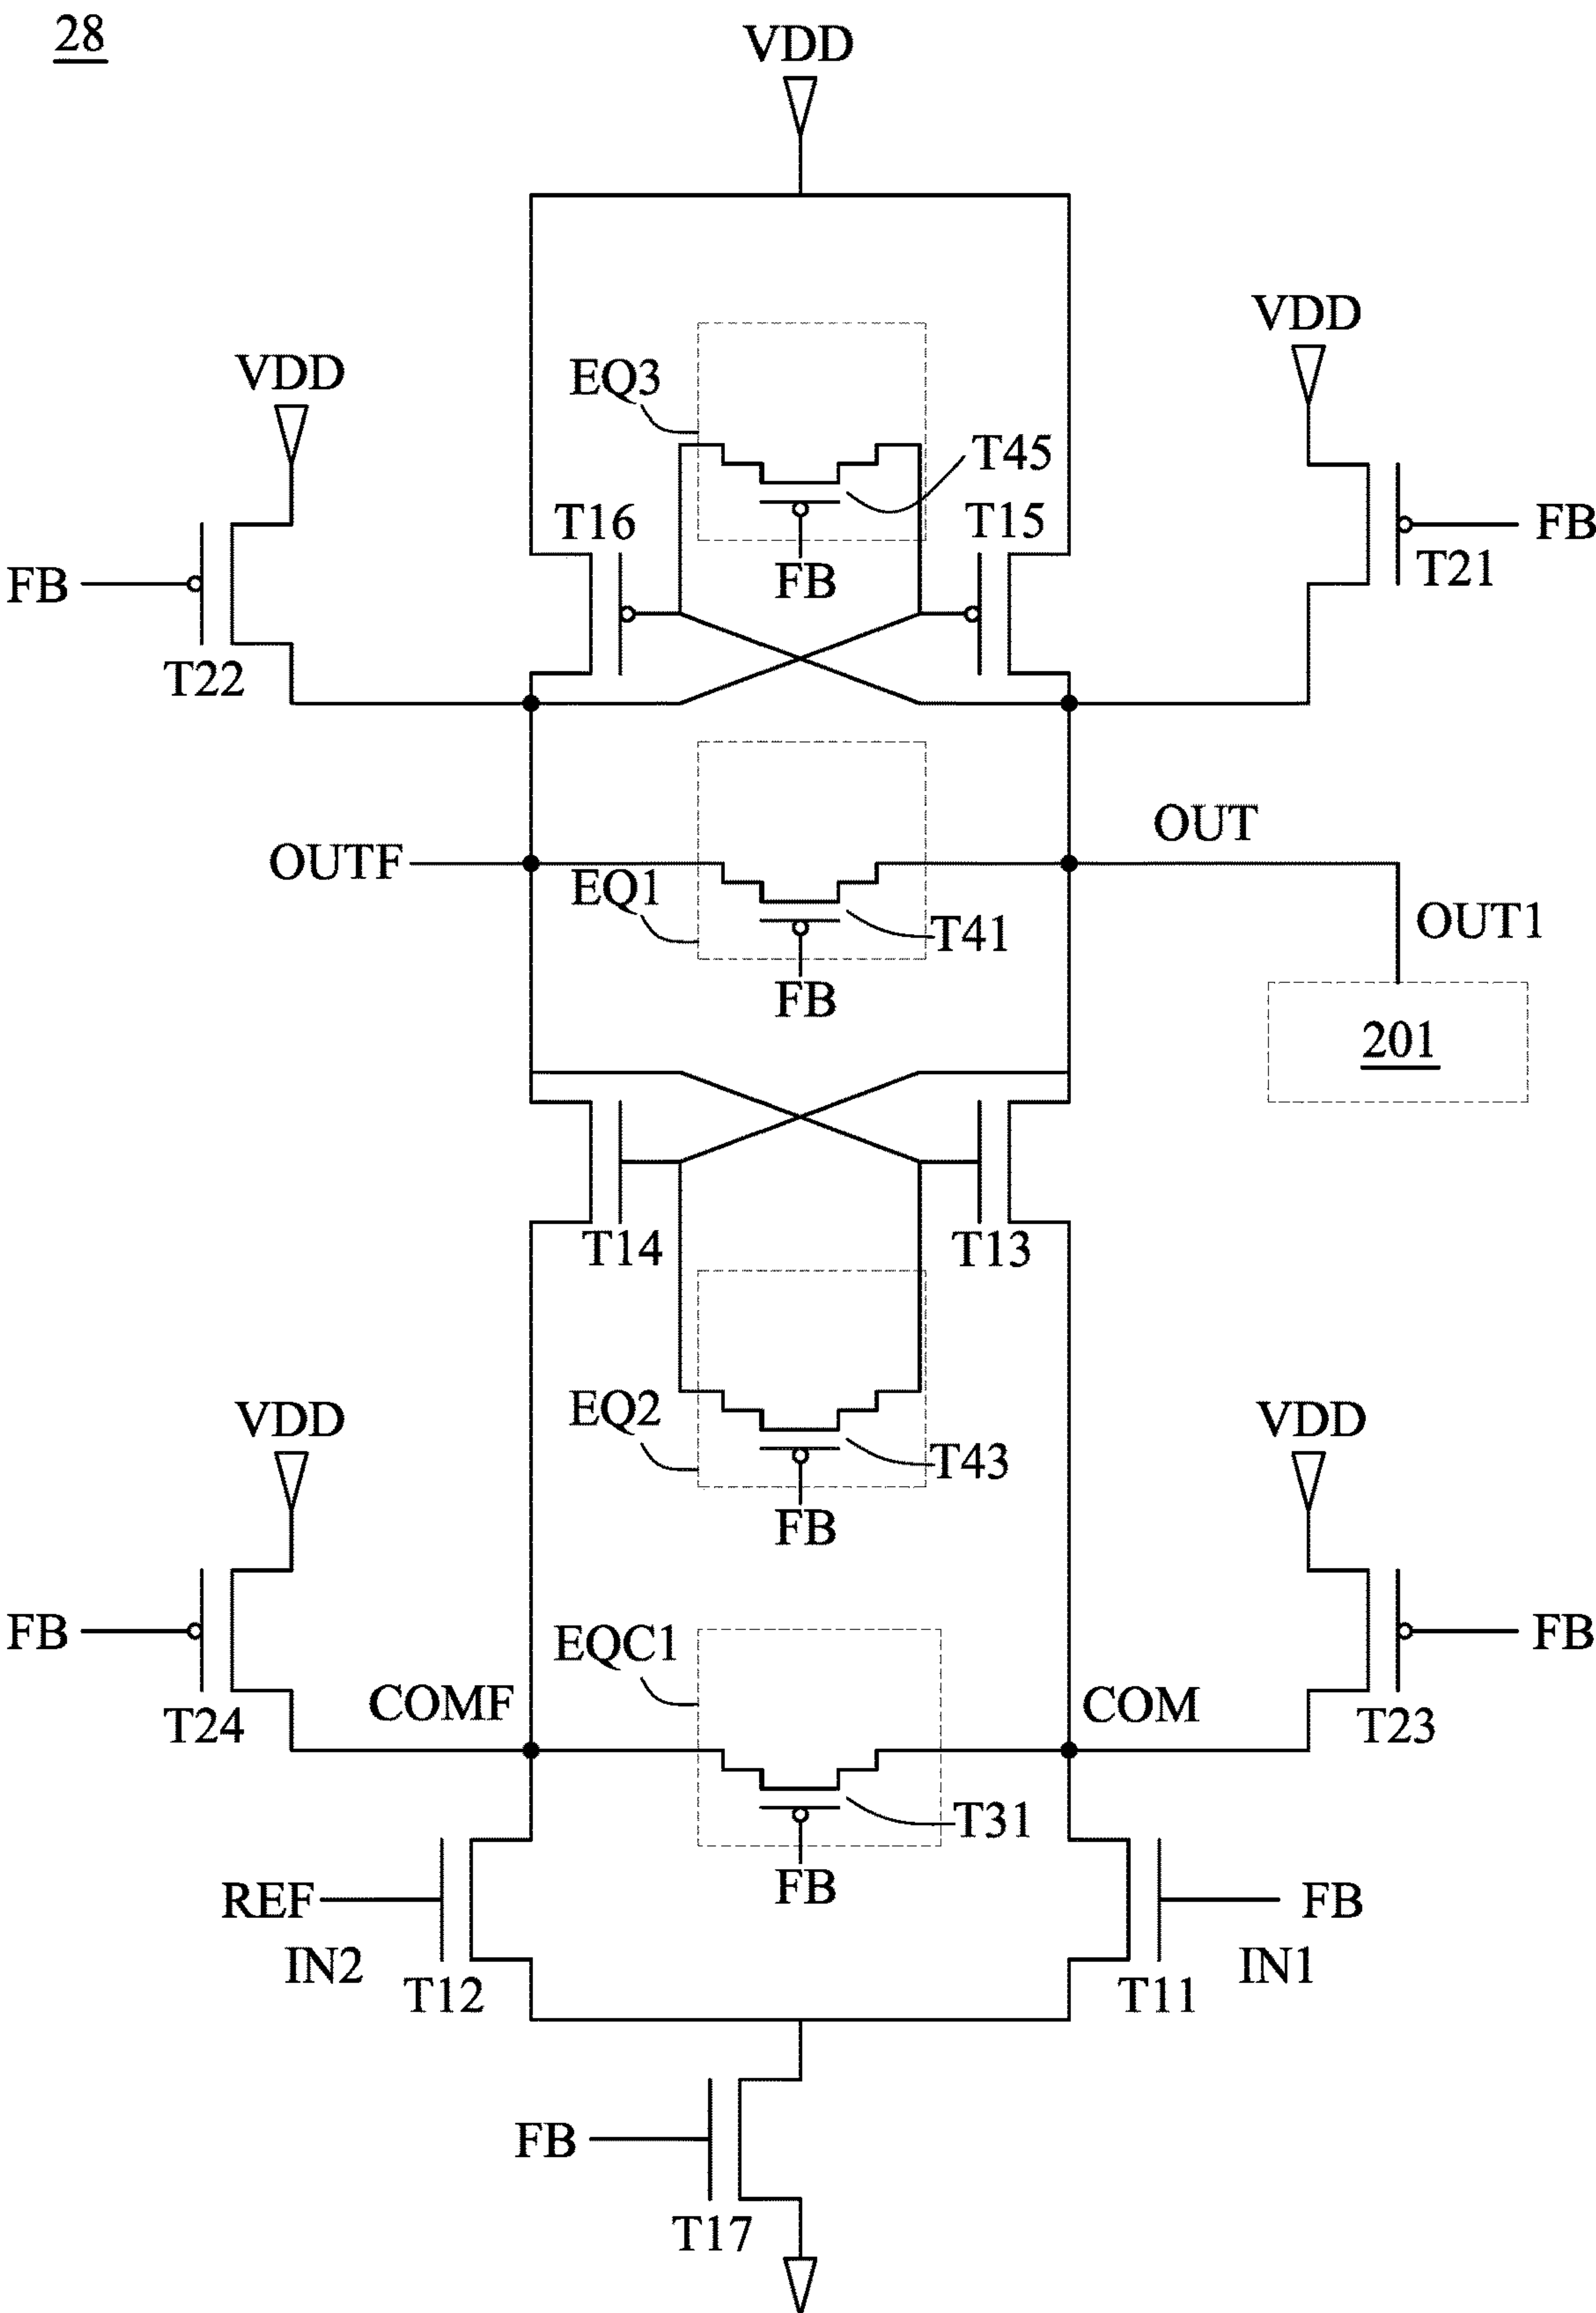 28
VDD
VDD
VDD
EQ3
T45
T16
T15
FB
FB
T21
FB
T22
OUT
OUTF
EQ1
T41
OUT1
FB
201
T14
T13
VDD
EQ2
VDD
T43
FB
FB
EQC1
FB
COMF
COM
T24
T23
T31
REF
FB
FB
IN2
IN1
T12
T11
FB
T17